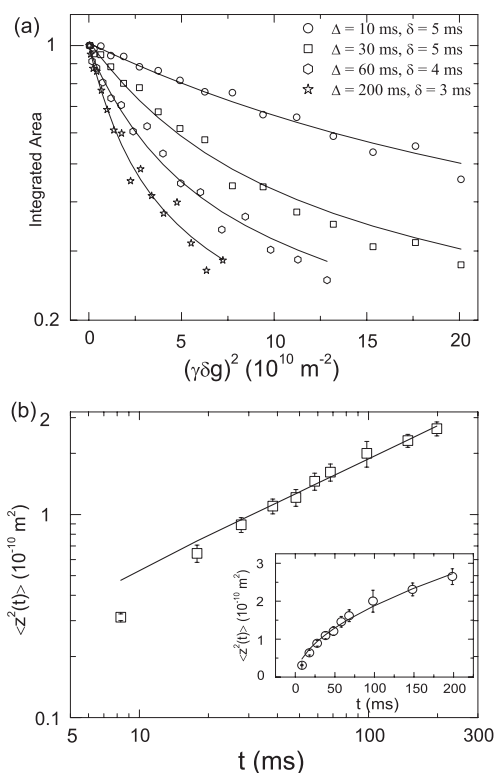 (a)
1
Δ = 10 ms, δ = 5 ms
Δ = 30 ms, δ = 5 ms
Δ = 60 ms, δ = 4 ms
Δ = 200 ms, δ = 3 ms
Integrated Area
0.2
0 5 10 15 20
(γδg)² (10¹⁰ m⁻²)
(b)
2
1
0.1
<z²(t)> (10⁻¹⁰ m²)
3
2
1
0
<z²(t)> (10⁻¹⁰ m²)
0 50 100 150 200
t (ms)
5 10 100 300
t (ms)